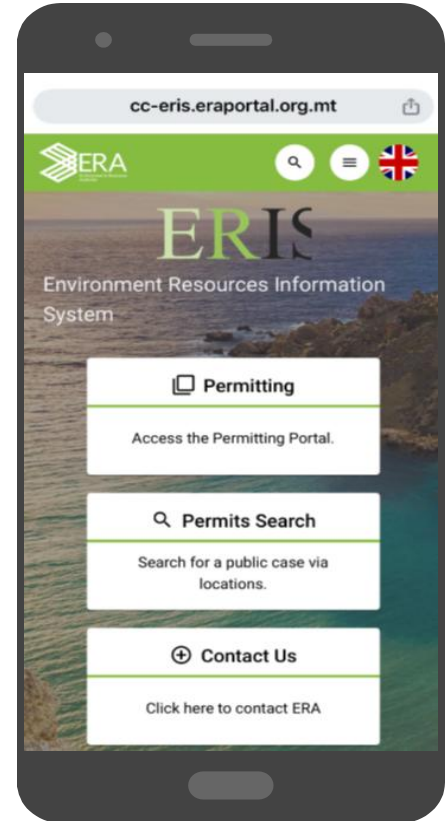 cc-eris.eraportal.org.mt
ERA
ERIS
Environment Resources Information
System
Permitting
Access the Permitting Portal.
Permits Search
Search for a public case via
locations.
Contact Us
Click here to contact ERA